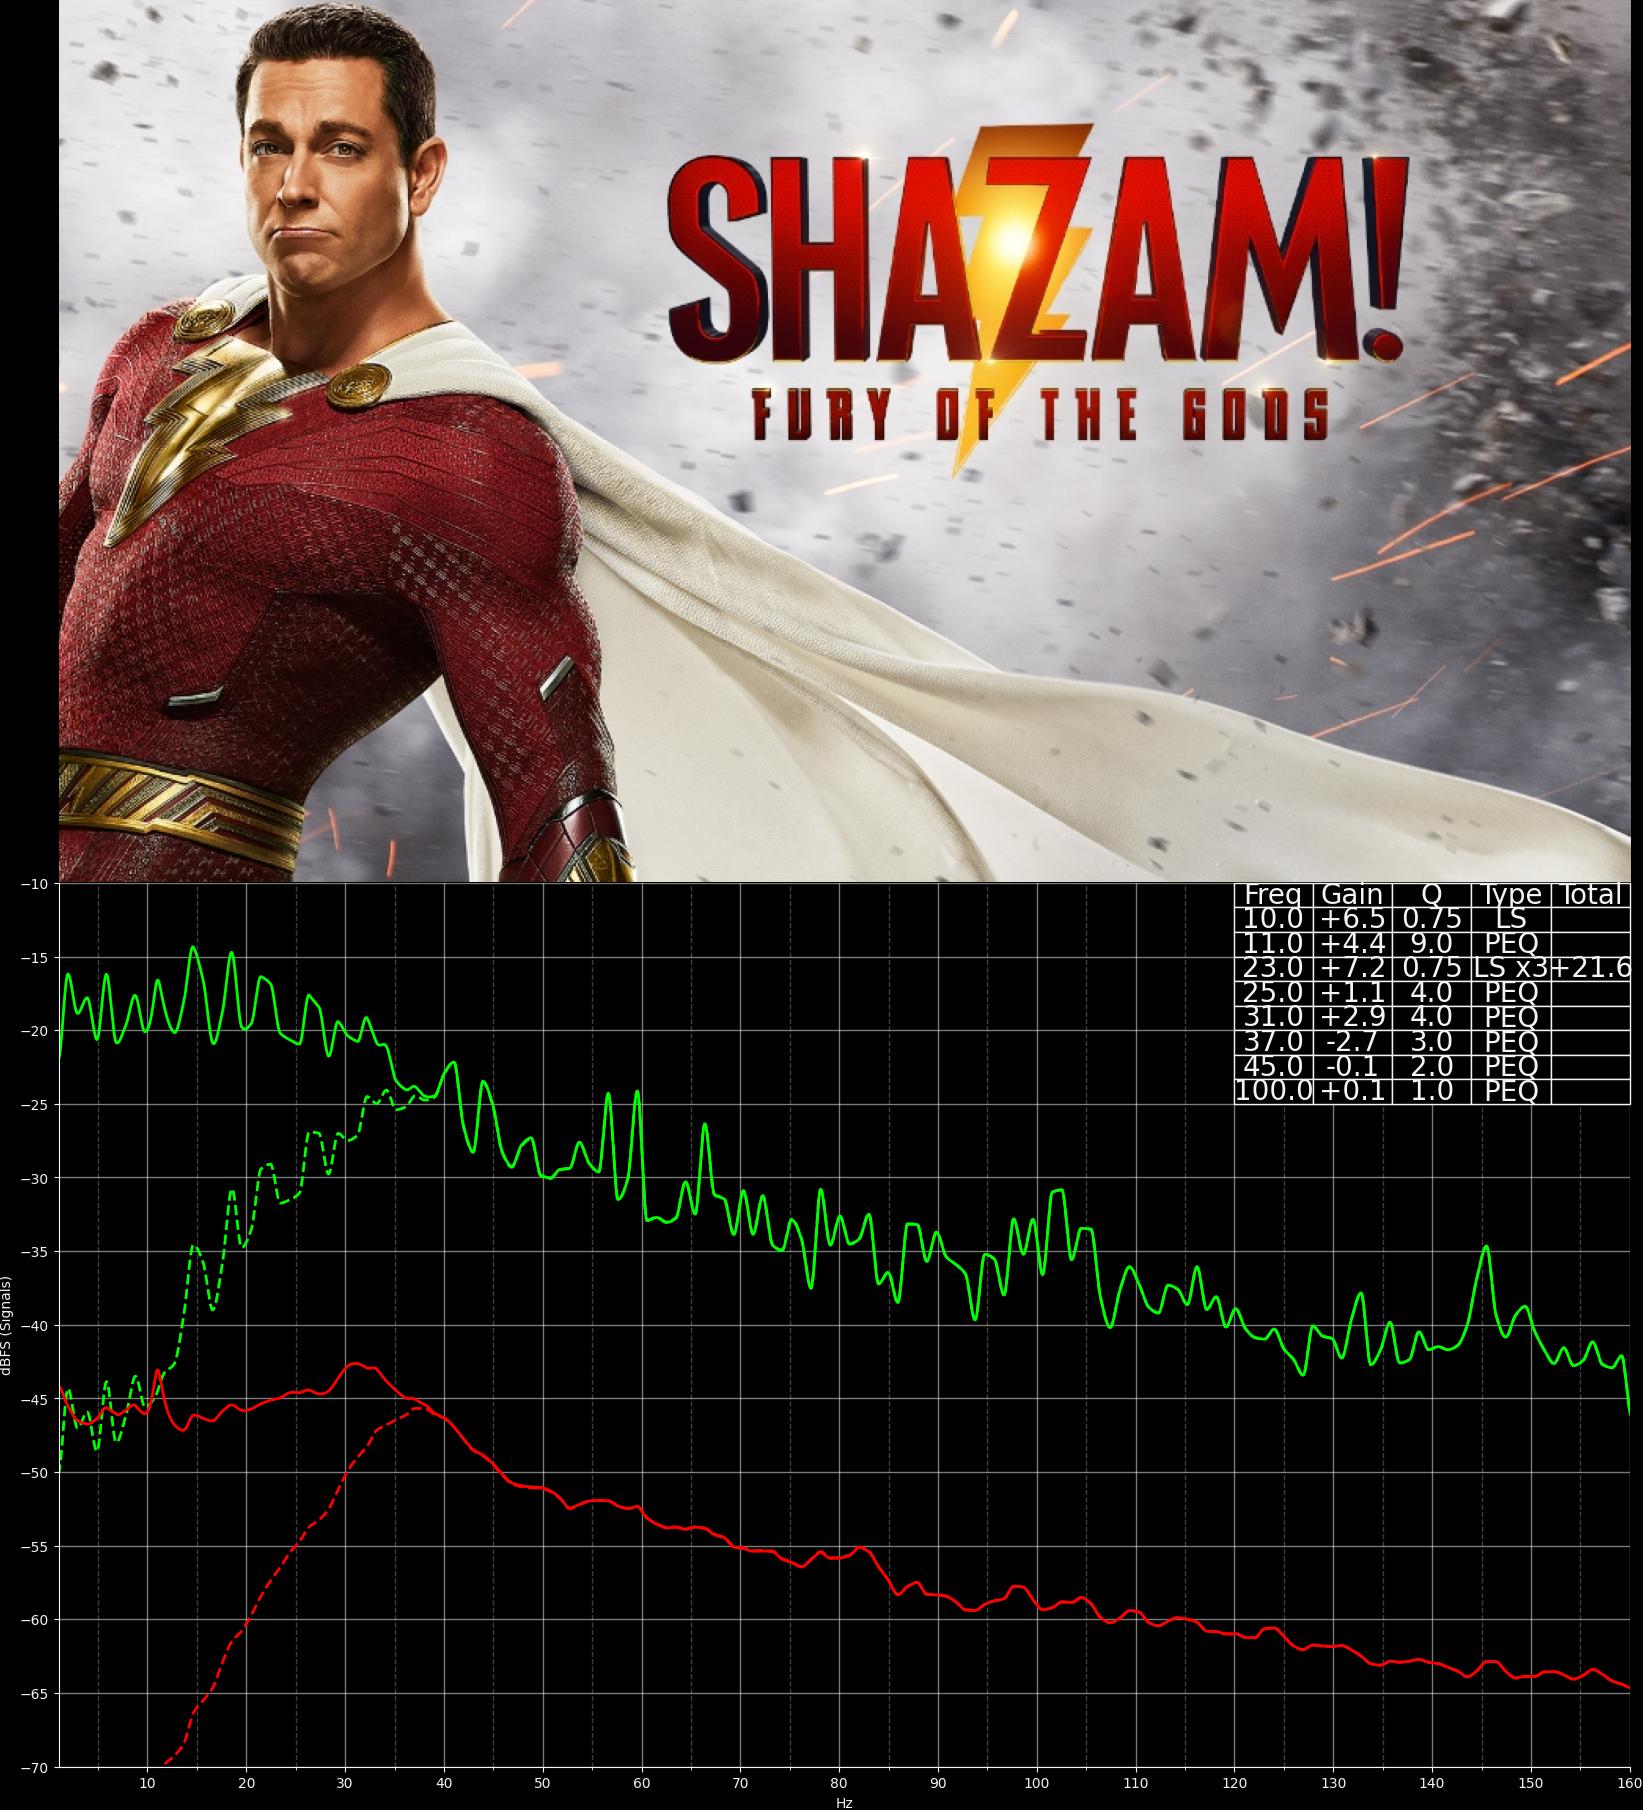 SHAZAM!
FURY OF THE GODS
Freq Gain Q Type Total
10.0 +6.5 0.75 LS
11.0 +4.4 9.0 PEQ
23.0 +7.2 0.75 LS x3 +21.6
25.0 +1.1 4.0 PEQ
31.0 +2.9 4.0 PEQ
37.0 -2.7 3.0 PEQ
45.0 -0.1 2.0 PEQ
100.0 +0.1 1.0 PEQ
−10
−15
−20
−25
−30
−35
−40
−45
−50
−55
−60
−65
−70
dBFS (Signals)
10 20 30 40 50 60 70 80 90 100 110 120 130 140 150 160
Hz